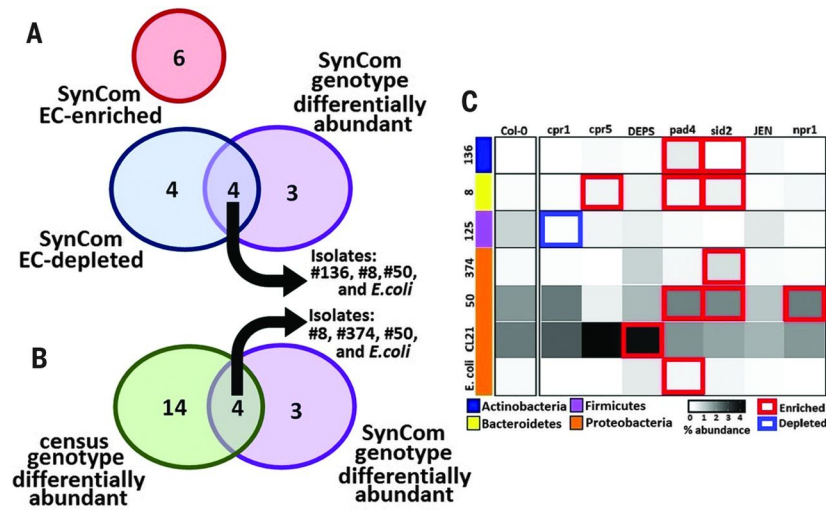 A
6
SynCom
EC-enriched
SynCom
genotype
differentially
abundant
4
4
3
SynCom
EC-depleted
Isolates:
#136, #8,#50,
and E.coli
Isolates:
#8, #374, #50,
and E.coli
B
14
4
3
census
genotype
differentially
abundant
SynCom
genotype
differentially
abundant
C
Col-0 cpr1 cpr5 DEPS pad4 sid2 JEN npr1
136
8
125
374
50
CL21
E. coli
Actinobacteria Firmicutes
Bacteroidetes Proteobacteria
0 1 2 3 4
% abundance
Enriched
Depleted